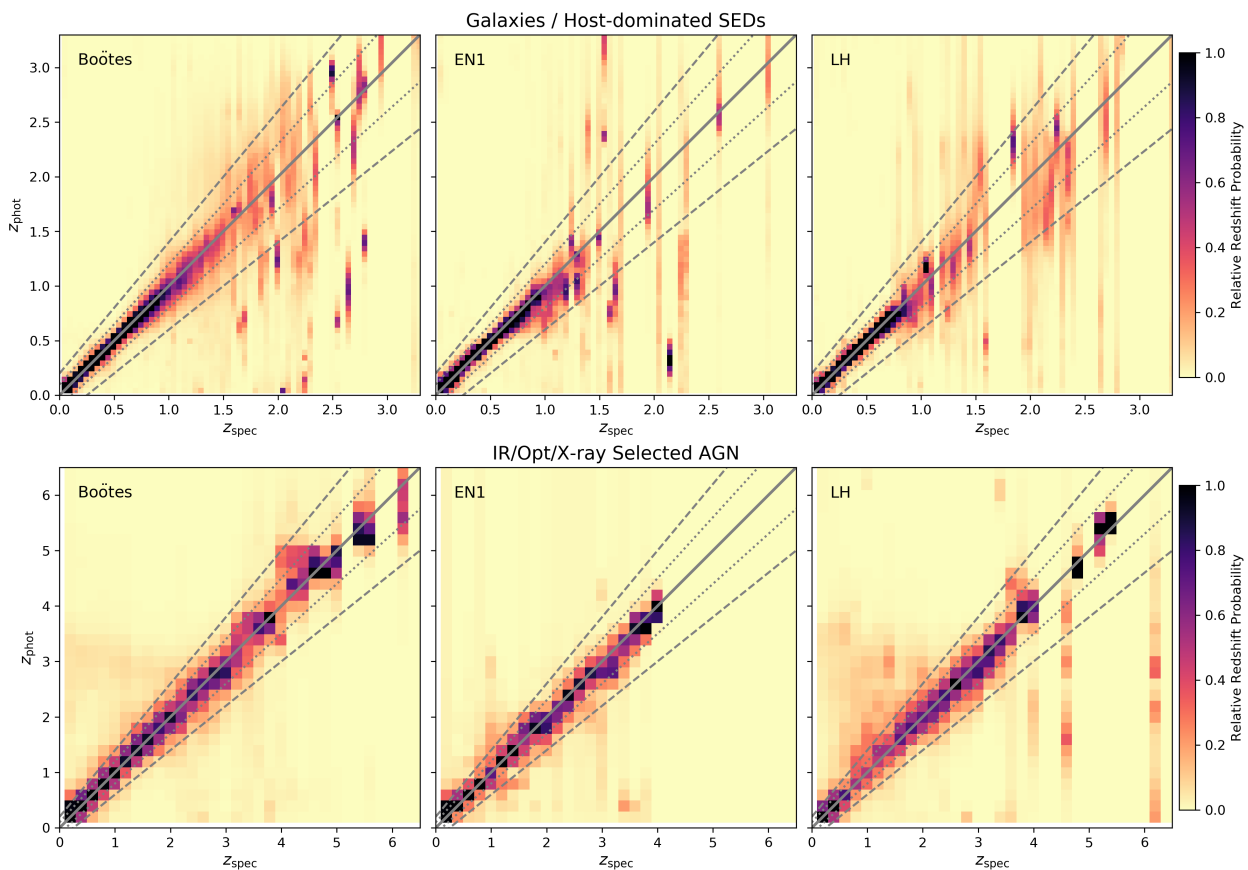 Galaxies / Host-dominated SEDs
Boötes
EN1
LH
3.0
2.5
2.0
1.5
1.0
0.5
0.0
z_phot
0.0 0.5 1.0 1.5 2.0 2.5 3.0
0.0 0.5 1.0 1.5 2.0 2.5 3.0
0.0 0.5 1.0 1.5 2.0 2.5 3.0
z_spec
z_spec
z_spec
1.0
0.8
0.6
0.4
0.2
0.0
Relative Redshift Probability
IR/Opt/X-ray Selected AGN
Boötes
EN1
LH
6
5
4
3
2
1
0
z_phot
0 1 2 3 4 5 6
0 1 2 3 4 5 6
0 1 2 3 4 5 6
z_spec
z_spec
z_spec
1.0
0.8
0.6
0.4
0.2
0.0
Relative Redshift Probability